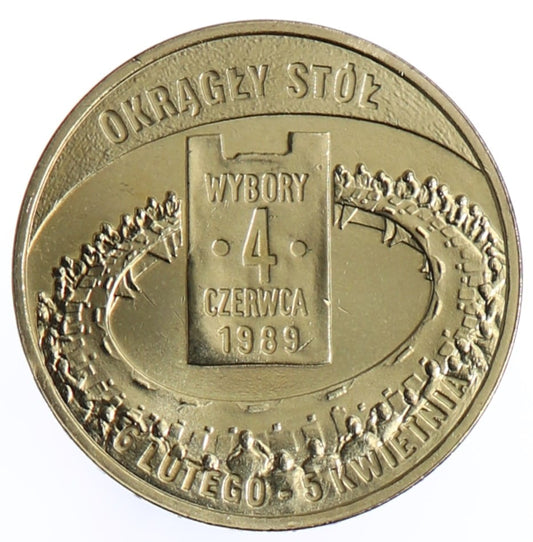 OKRĄGŁY STÓŁ
WYBORY
· 4 ·
CZERWCA
1989
6 LUTEGO - 5 KWIETNIA